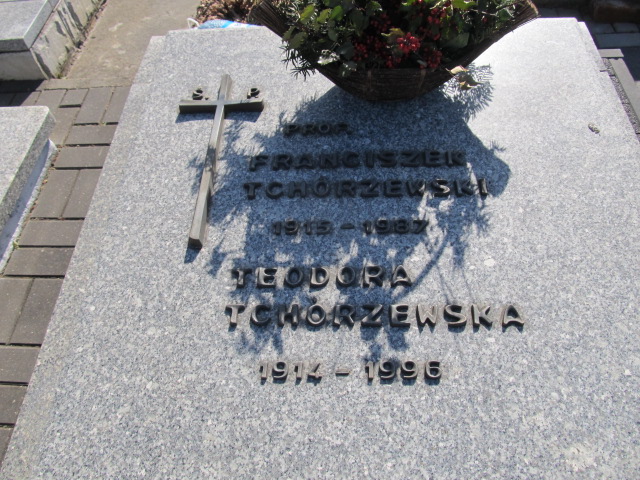 Ś. P.
PROF.
FRANCISZEK
TCHÓRZEWSKI
1915-1987
TEODORA
TCHÓRZEWSKA
1914-1996